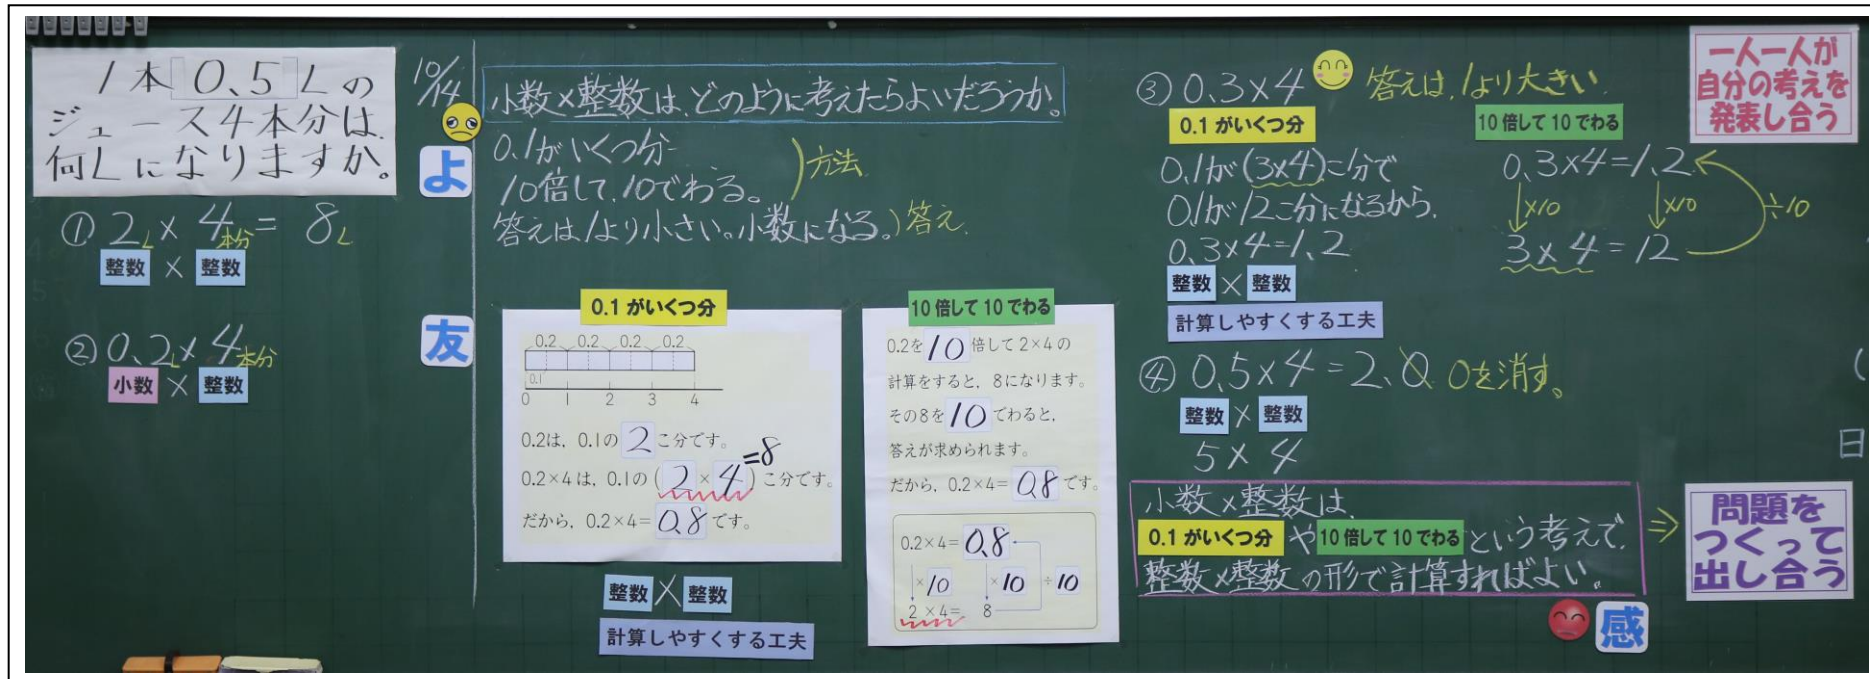 1本0.5Lの
ジュース4本分は、
何Lになりますか。
① 2L × 4本分 = 8L
整数 × 整数
② 0.2L × 4本分
小数 × 整数
10/14
小数×整数は、どのように考えたらよいだろうか。
よ
0.1がいくつ分
10倍して、10でわる。
)方法
答えは1より小さい。小数になる。)答え
友
0.1がいくつ分
0.2 0.2 0.2 0.2
0.1
0 1 2 3 4
0.2は、0.1の 2 こ分です。
=8
0.2×4は、0.1の(2×4)こ分です。
だから、0.2×4=0.8です。
整数 × 整数
計算しやすくする工夫
10倍して10でわる
0.2を10倍して2×4の
計算をすると、8になります。
その8を10でわると、
答えが求められます。
だから、0.2×4=0.8です。
0.2×4=0.8
×10 ×10 ÷10
2×4= 8
③ 0.3×4 答えは、1より大きい。
0.1がいくつ分
0.1が(3×4)こ分で
0.1が12こ分になるから、
0.3×4=1.2
整数 × 整数
計算しやすくする工夫
10倍して10でわる
0.3×4=1.2
×10 ×10 ÷10
3×4=12
④ 0.5×4=2.0 0を消す。
整数 × 整数
5×4
小数×整数は、
0.1がいくつ分 や 10倍して10でわる という考えで、
整数×整数の形で計算すればよい。
⇒
感
一人一人が
自分の考えを
発表し合う
問題を
つくって
出し合う
日